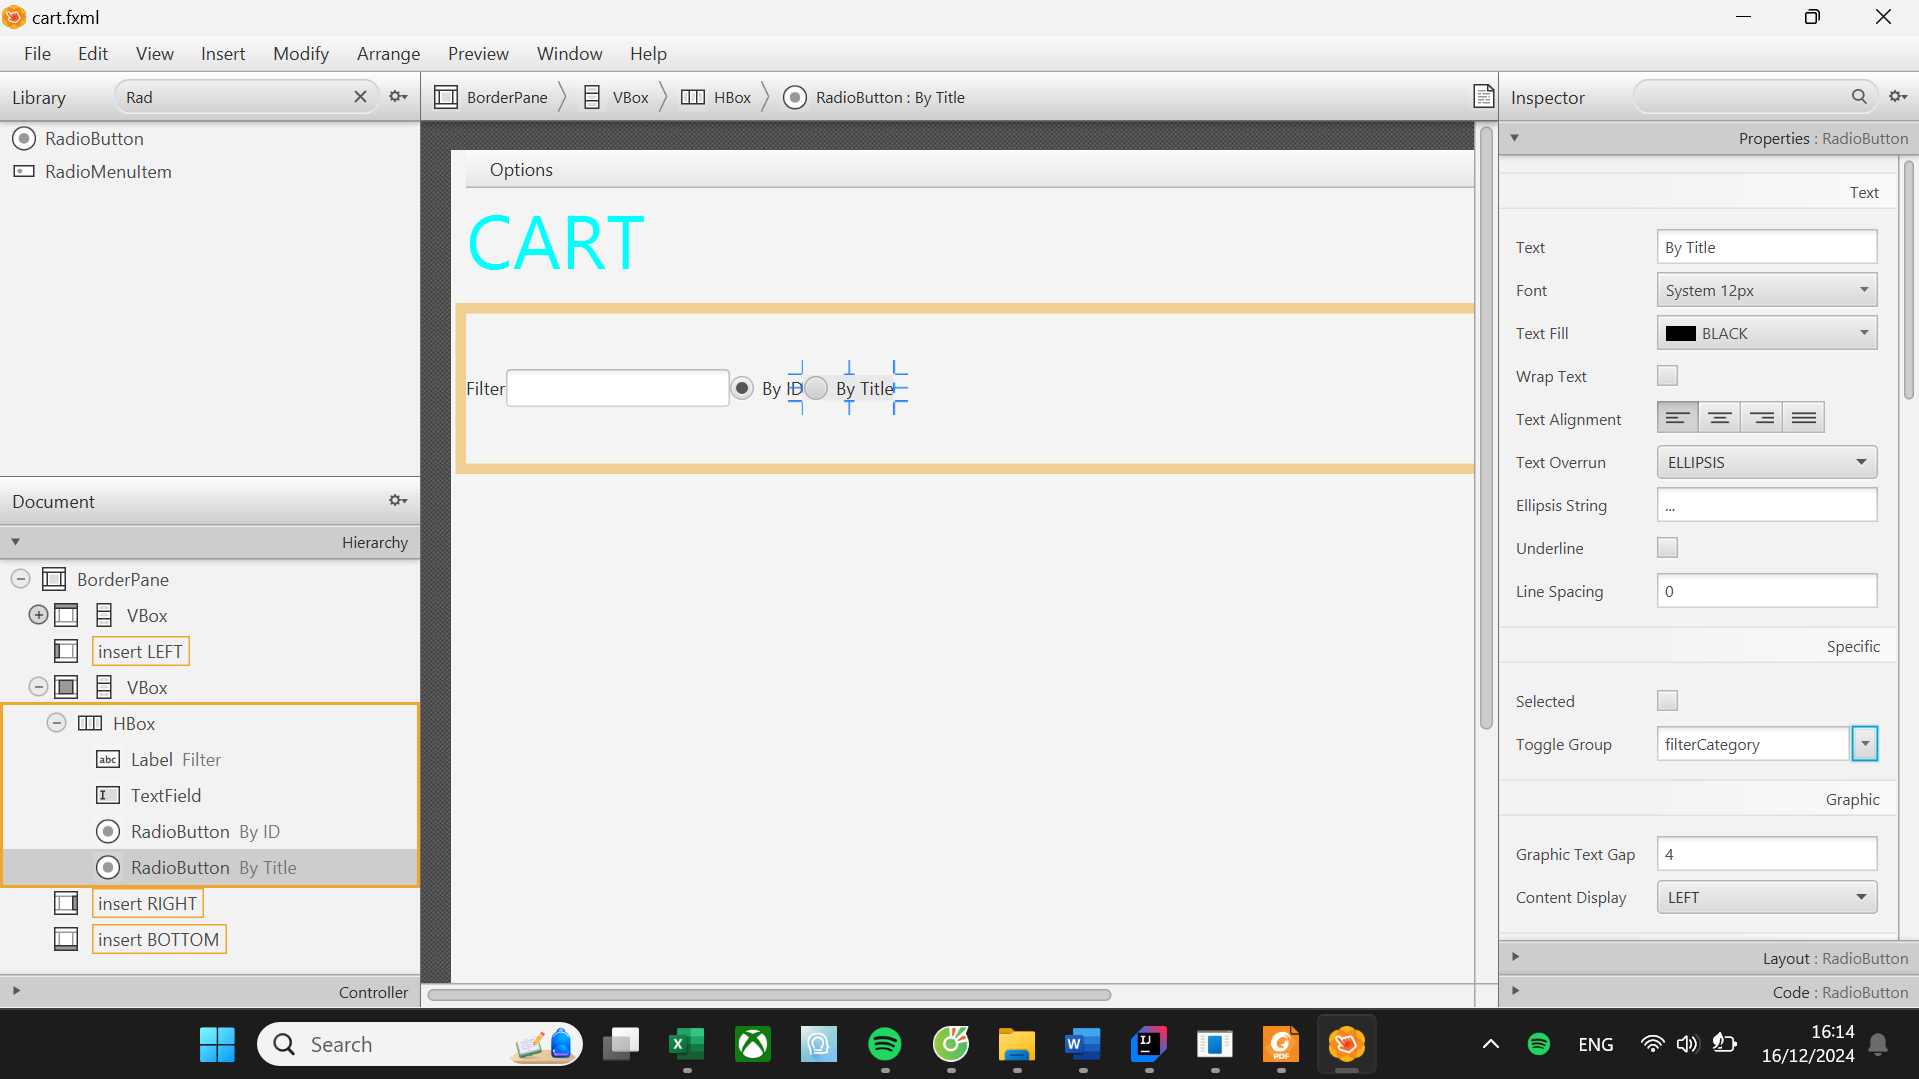 cart.fxml
File Edit View Insert Modify Arrange Preview Window Help
Library Rad
RadioButton
RadioMenuItem
Document
Hierarchy
BorderPane
VBox
insert LEFT
VBox
HBox
abc Label Filter
TextField
RadioButton By ID
RadioButton By Title
insert RIGHT
insert BOTTOM
Controller
BorderPane VBox HBox RadioButton : By Title
Options
CART
Filter By ID By Title
Inspector
Properties : RadioButton
Text
Text By Title
Font System 12px
Text Fill BLACK
Wrap Text
Text Alignment
Text Overrun ELLIPSIS
Ellipsis String ...
Underline
Line Spacing 0
Specific
Selected
Toggle Group filterCategory
Graphic
Graphic Text Gap 4
Content Display LEFT
Layout : RadioButton
Code : RadioButton
Search
X
W
IJ
PDF
ENG
16:14
16/12/2024